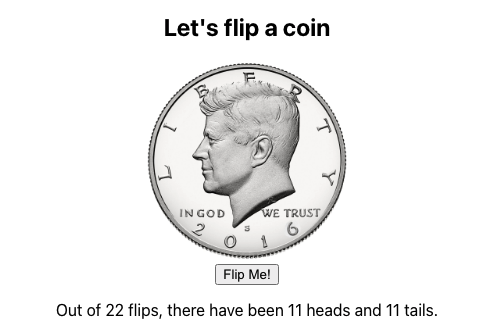 Let's flip a coin
LIBERTY
IN GOD WE TRUST
S
2016
Flip Me!
Out of 22 flips, there have been 11 heads and 11 tails.